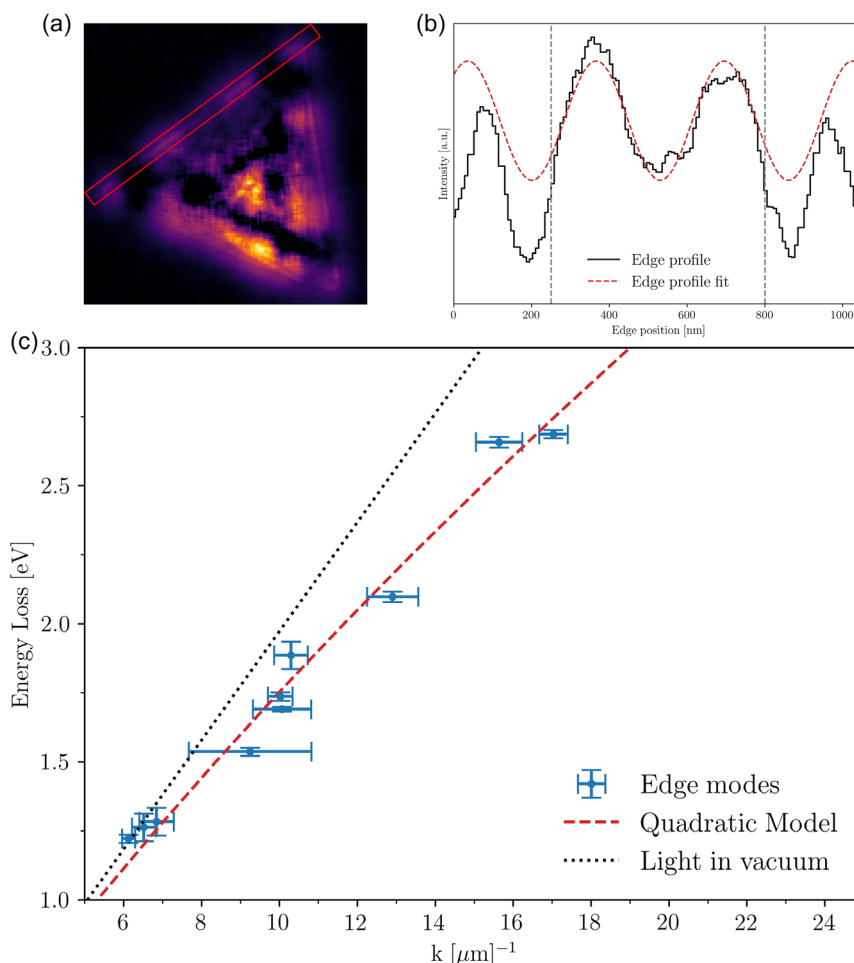 (a)
(b)
Intensity [a.u.]
Edge profile
Edge profile fit
0 200 400 600 800 1000
Edge position [nm]
(c)
3.0
2.5
2.0
1.5
1.0
Energy Loss [eV]
Edge modes
Quadratic Model
Light in vacuum
6 8 10 12 14 16 18 20 22 24
k [μm]⁻¹